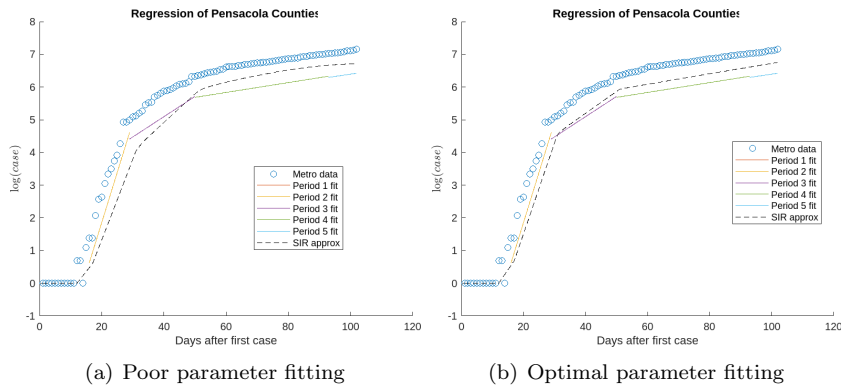 Regression of Pensacola Counties
8
7
6
5
4
3
2
1
0
-1
log(case)
0 20 40 60 80 100 120
Days after first case
Metro data
Period 1 fit
Period 2 fit
Period 3 fit
Period 4 fit
Period 5 fit
SIR approx
(a) Poor parameter fitting
Regression of Pensacola Counties
8
7
6
5
4
3
2
1
0
-1
log(case)
0 20 40 60 80 100 120
Days after first case
Metro data
Period 1 fit
Period 2 fit
Period 3 fit
Period 4 fit
Period 5 fit
SIR approx
(b) Optimal parameter fitting